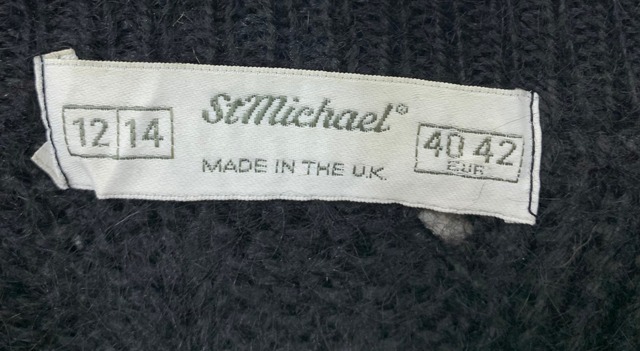 12 14
StMichael®
MADE IN THE U.K.
40 42
EUR